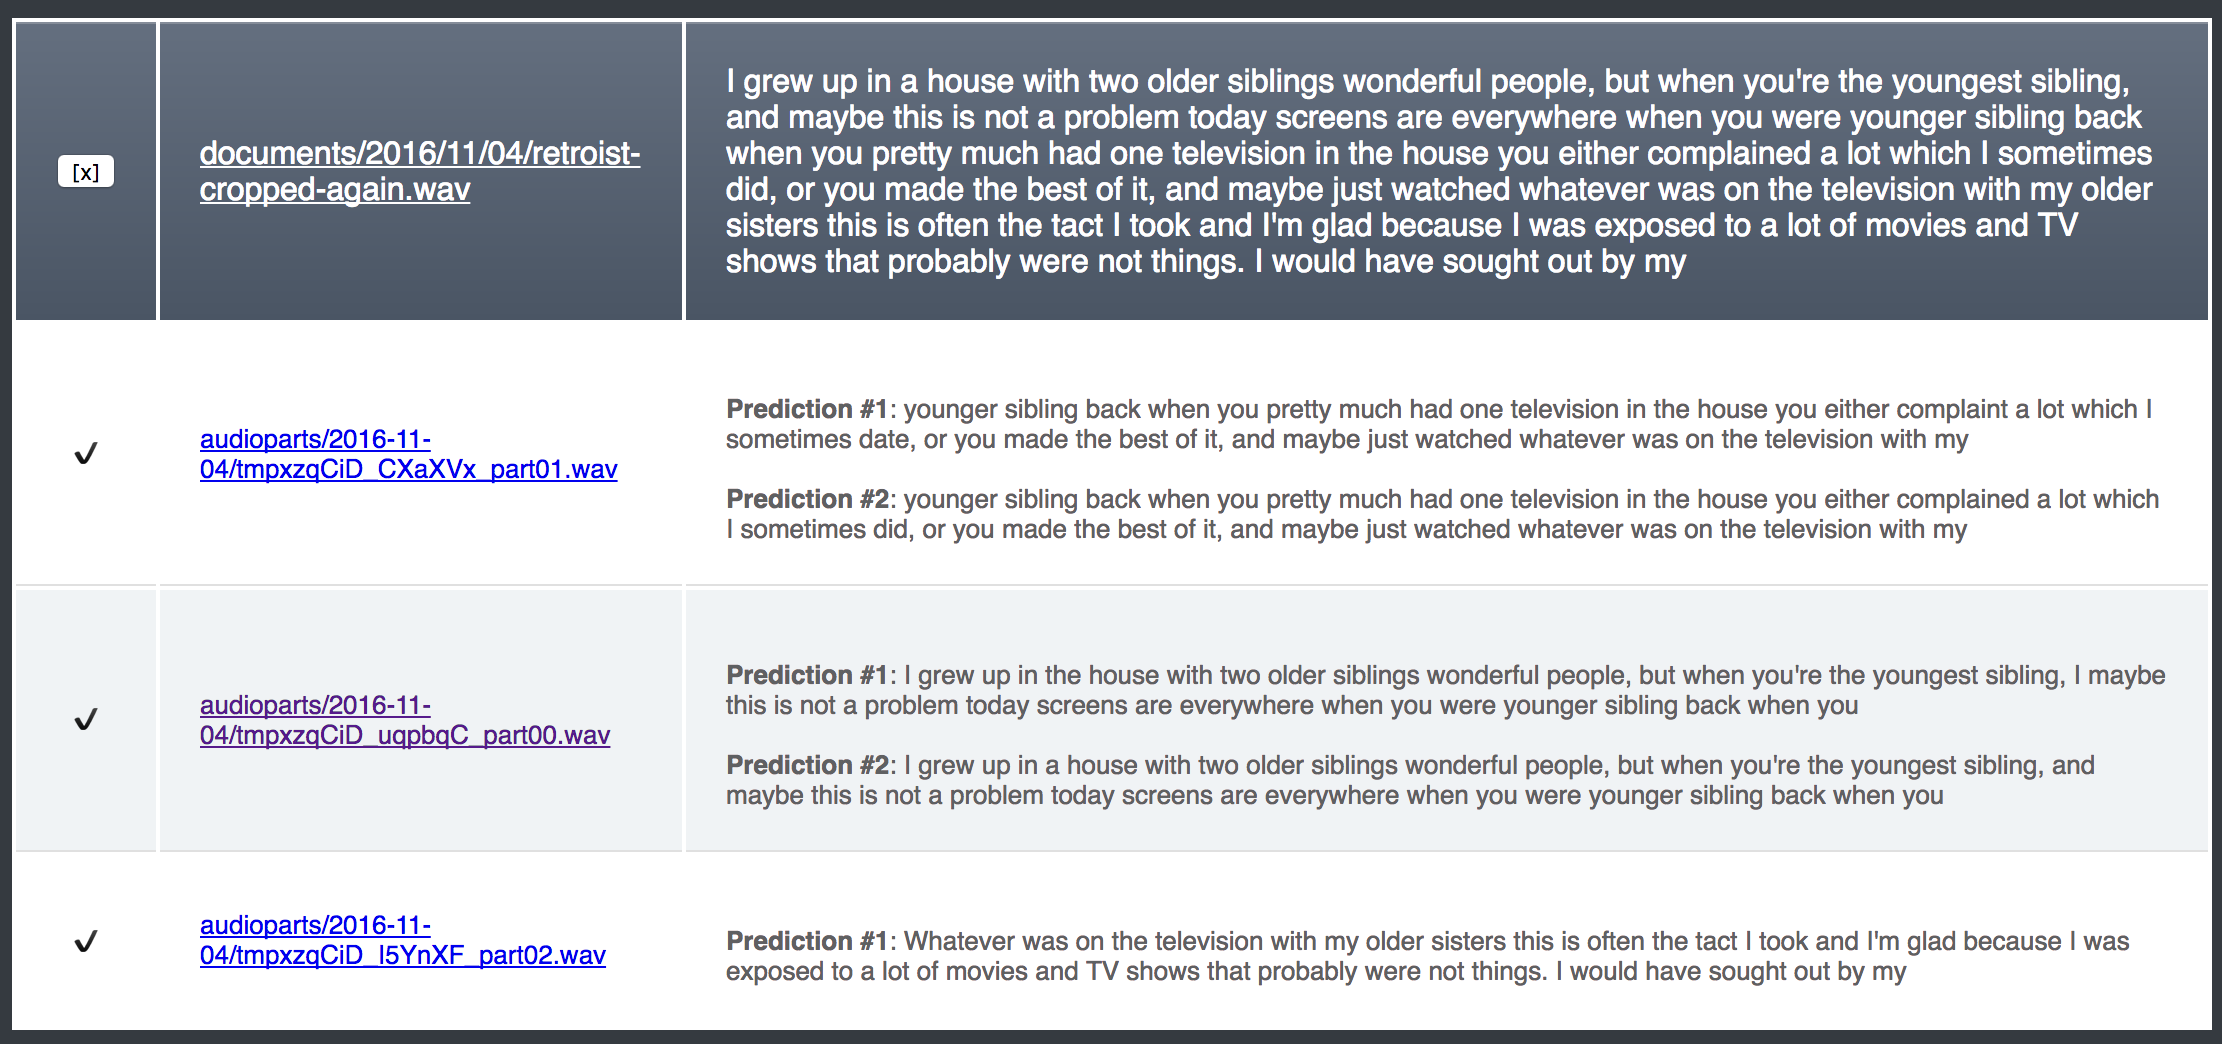 [x]
documents/2016/11/04/retroist-
cropped-again.wav
I grew up in a house with two older siblings wonderful people, but when you're the youngest sibling,
and maybe this is not a problem today screens are everywhere when you were younger sibling back
when you pretty much had one television in the house you either complained a lot which I sometimes
did, or you made the best of it, and maybe just watched whatever was on the television with my older
sisters this is often the tact I took and I'm glad because I was exposed to a lot of movies and TV
shows that probably were not things. I would have sought out by my
✔
audioparts/2016-11-
04/tmpxzqCiD_CXaXVx_part01.wav
Prediction #1: younger sibling back when you pretty much had one television in the house you either complaint a lot which I
sometimes date, or you made the best of it, and maybe just watched whatever was on the television with my
Prediction #2: younger sibling back when you pretty much had one television in the house you either complained a lot which
I sometimes did, or you made the best of it, and maybe just watched whatever was on the television with my
✔
audioparts/2016-11-
04/tmpxzqCiD_uqpbqC_part00.wav
Prediction #1: I grew up in the house with two older siblings wonderful people, but when you're the youngest sibling, I maybe
this is not a problem today screens are everywhere when you were younger sibling back when you
Prediction #2: I grew up in a house with two older siblings wonderful people, but when you're the youngest sibling, and
maybe this is not a problem today screens are everywhere when you were younger sibling back when you
✔
audioparts/2016-11-
04/tmpxzqCiD_I5YnXF_part02.wav
Prediction #1: Whatever was on the television with my older sisters this is often the tact I took and I'm glad because I was
exposed to a lot of movies and TV shows that probably were not things. I would have sought out by my